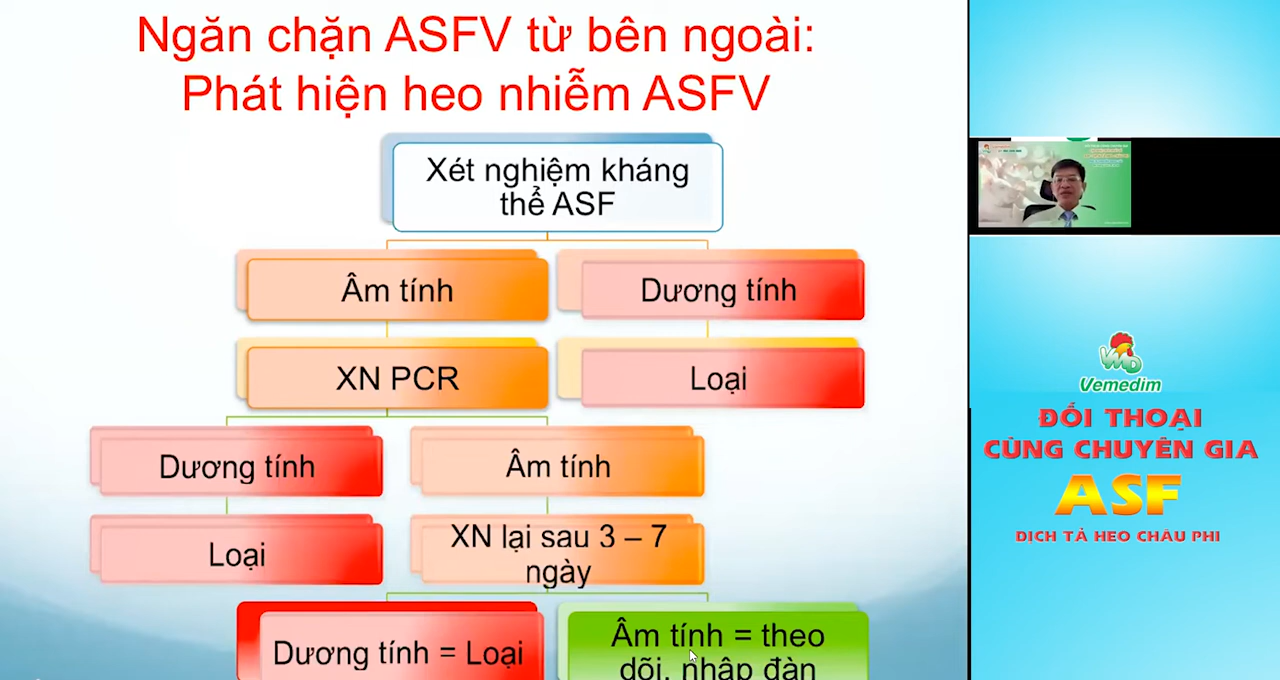 Ngăn chặn ASFV từ bên ngoài:
Phát hiện heo nhiễm ASFV
Xét nghiệm kháng
thể ASF
Âm tính
Dương tính
XN PCR
Loại
Dương tính
Âm tính
Loại
XN lại sau 3 – 7
ngày
Dương tính = Loại
Âm tính = theo
dõi, nhập đàn
VMD
Vemedim
ĐỐI THOẠI
CÙNG CHUYÊN GIA
ASF
DỊCH TẢ HEO CHÂU PHI